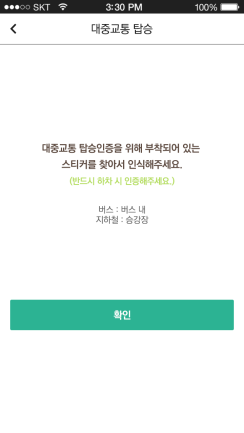 SKT 3:30 PM 100%
대중교통 탑승
대중교통 탑승인증을 위해 부착되어 있는
스티커를 찾아서 인식해주세요.
(반드시 하차 시 인증해주세요.)
버스 : 버스 내
지하철 : 승강장
확인